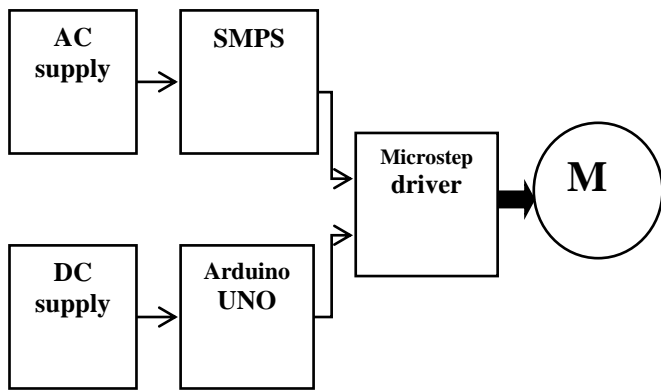 AC
supply
SMPS
Microstep
driver
M
DC
supply
Arduino
UNO